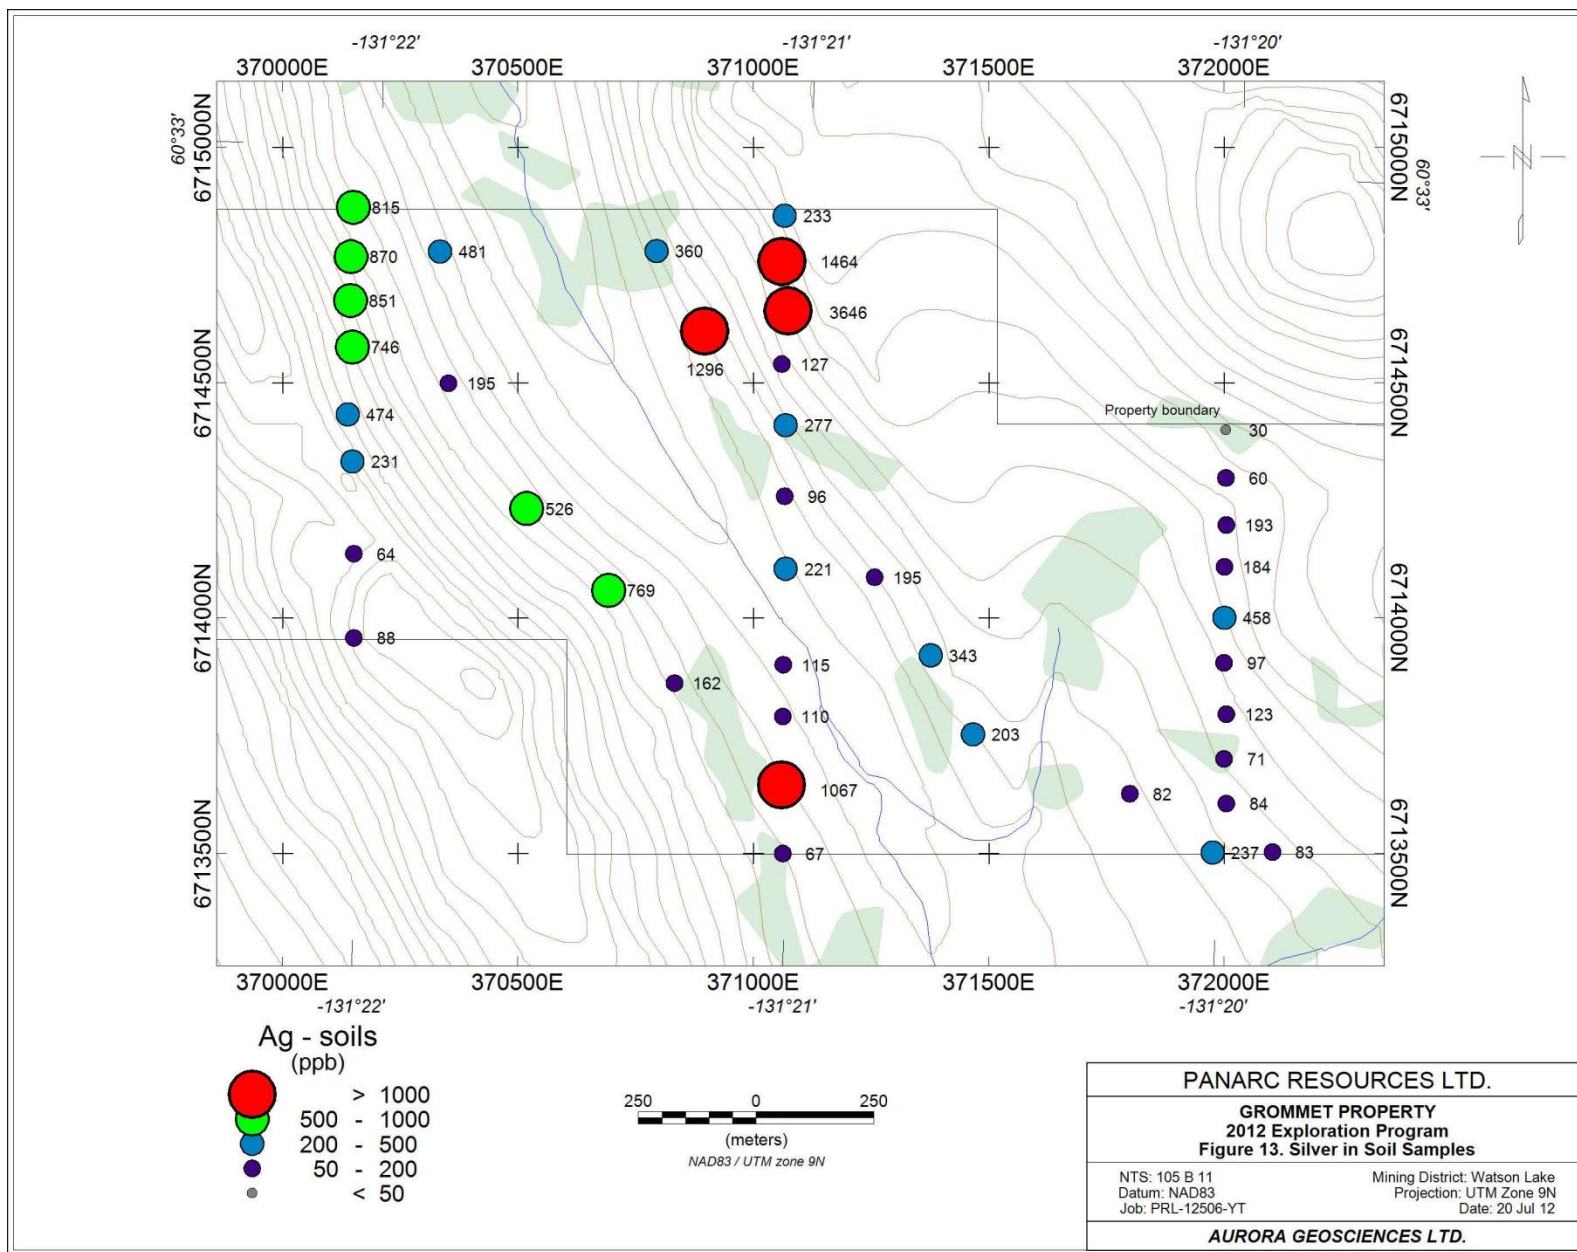 -131°22' -131°21' -131°20'
370000E 370500E 371000E 371500E 372000E
60°33' 6715000N 6715000N 60°33'
815 233
870 481 360 1464
851 3646
746 1296 127
6714500N 195 6714500N
474 277 Property boundary 30
231 60
526 96 193
64 221 195 184
769
6714000N 458 6714000N
88 115 343 97
162 110 203 123
71
1067 82 84
6713500N 67 237 83 6713500N
370000E 370500E 371000E 371500E 372000E
-131°22' -131°21' -131°20'
Ag - soils
(ppb)
> 1000
500 - 1000
200 - 500
50 - 200
< 50
250 0 250
(meters)
NAD83 / UTM zone 9N
N
PANARC RESOURCES LTD.
GROMMET PROPERTY
2012 Exploration Program
Figure 13. Silver in Soil Samples
NTS: 105 B 11 Mining District: Watson Lake
Datum: NAD83 Projection: UTM Zone 9N
Job: PRL-12506-YT Date: 20 Jul 12
AURORA GEOSCIENCES LTD.